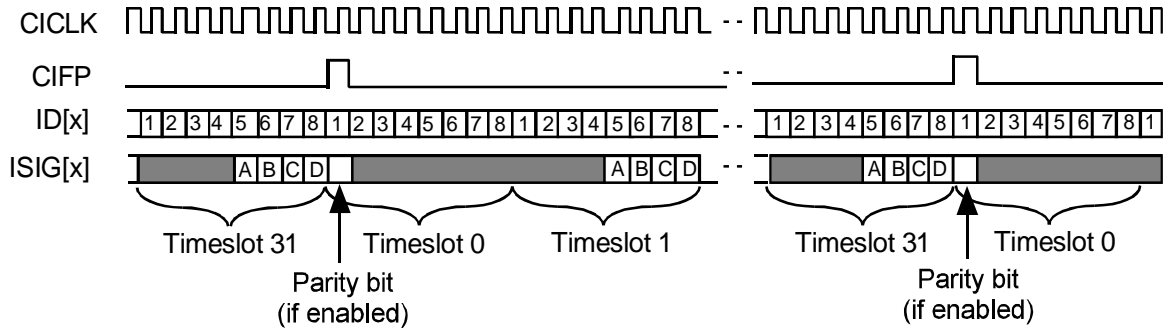 CICLK - -
CIFP - -
ID[x] 1 2 3 4 5 6 7 8 1 2 3 4 5 6 7 8 1 2 3 4 5 6 7 8 - - 1 2 3 4 5 6 7 8 1 2 3 4 5 6 7 8 1
ISIG[x] A B C D A B C D - - A B C D
Timeslot 31 Timeslot 0 Timeslot 1 Timeslot 31 Timeslot 0
Parity bit Parity bit
(if enabled) (if enabled)